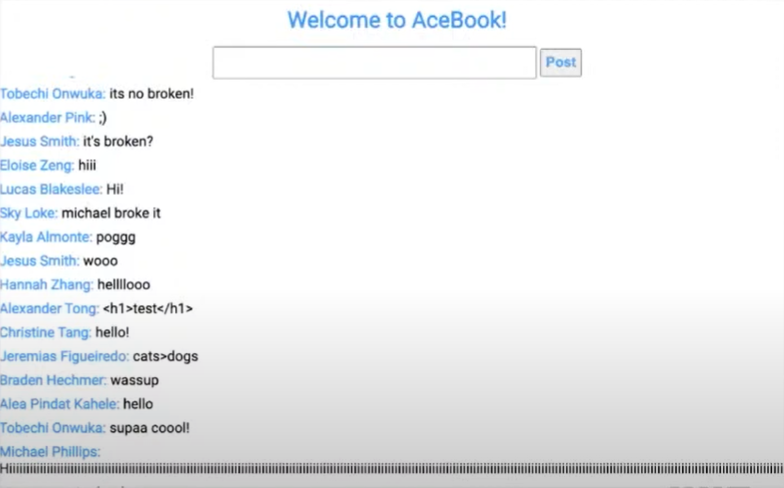 Welcome to AceBook!
Post
Tobechi Onwuka: its no broken!
Alexander Pink: ;)
Jesus Smith: it's broken?
Eloise Zeng: hiii
Lucas Blakeslee: Hi!
Sky Loke: michael broke it
Kayla Almonte: poggg
Jesus Smith: wooo
Hannah Zhang: hellllooo
Alexander Tong: <h1>test</h1>
Christine Tang: hello!
Jeremias Figueiredo: cats>dogs
Braden Hechmer: wassup
Alea Pindat Kahele: hello
Tobechi Onwuka: supaa coool!
Michael Phillips: